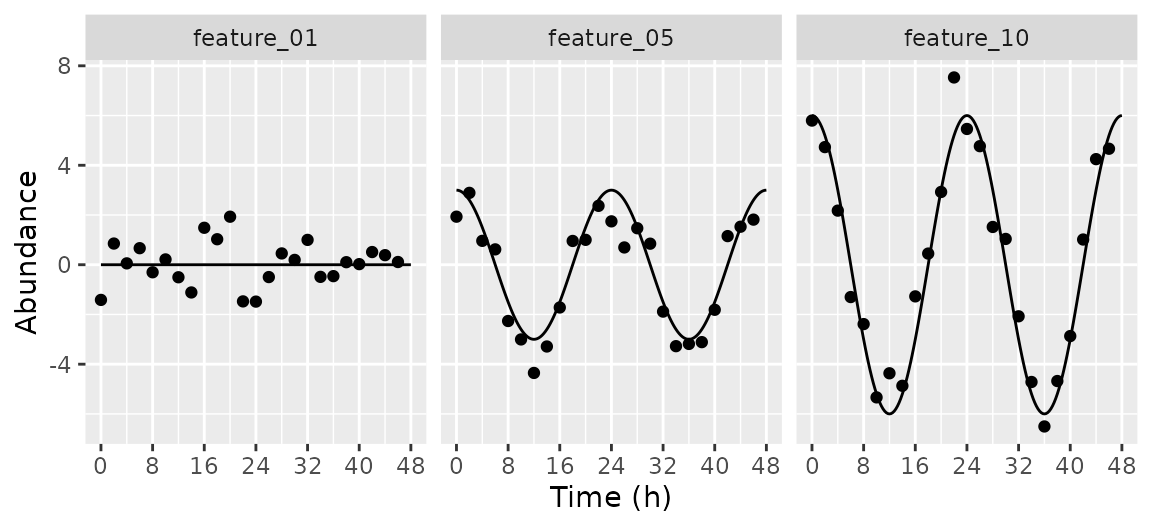 feature_01 feature_05 feature_10
8
4
0
-4
Abundance
0 8 16 24 32 40 48 0 8 16 24 32 40 48 0 8 16 24 32 40 48
Time (h)